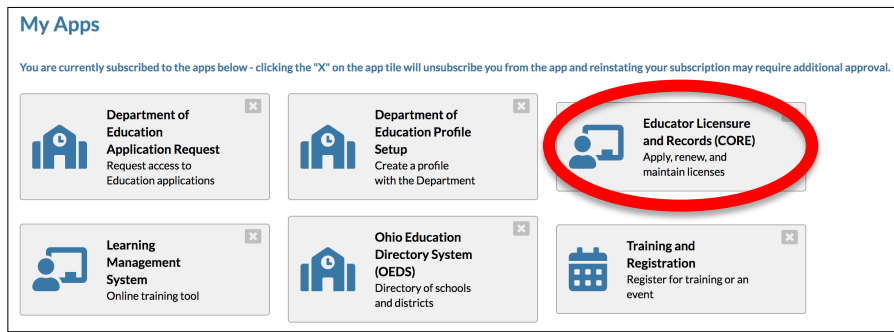 My Apps
You are currently subscribed to the apps below - clicking the "X" on the app tile will unsubscribe you from the app and reinstating your subscription may require additional approval.
Department of
Education
Application Request
Request access to
Education applications
Department of
Education Profile
Setup
Create a profile
with the Department
Educator Licensure
and Records (CORE)
Apply, renew, and
maintain licenses
Learning
Management
System
Online training tool
Ohio Education
Directory System
(OEDS)
Directory of schools
and districts
Training and
Registration
Register for training or an
event